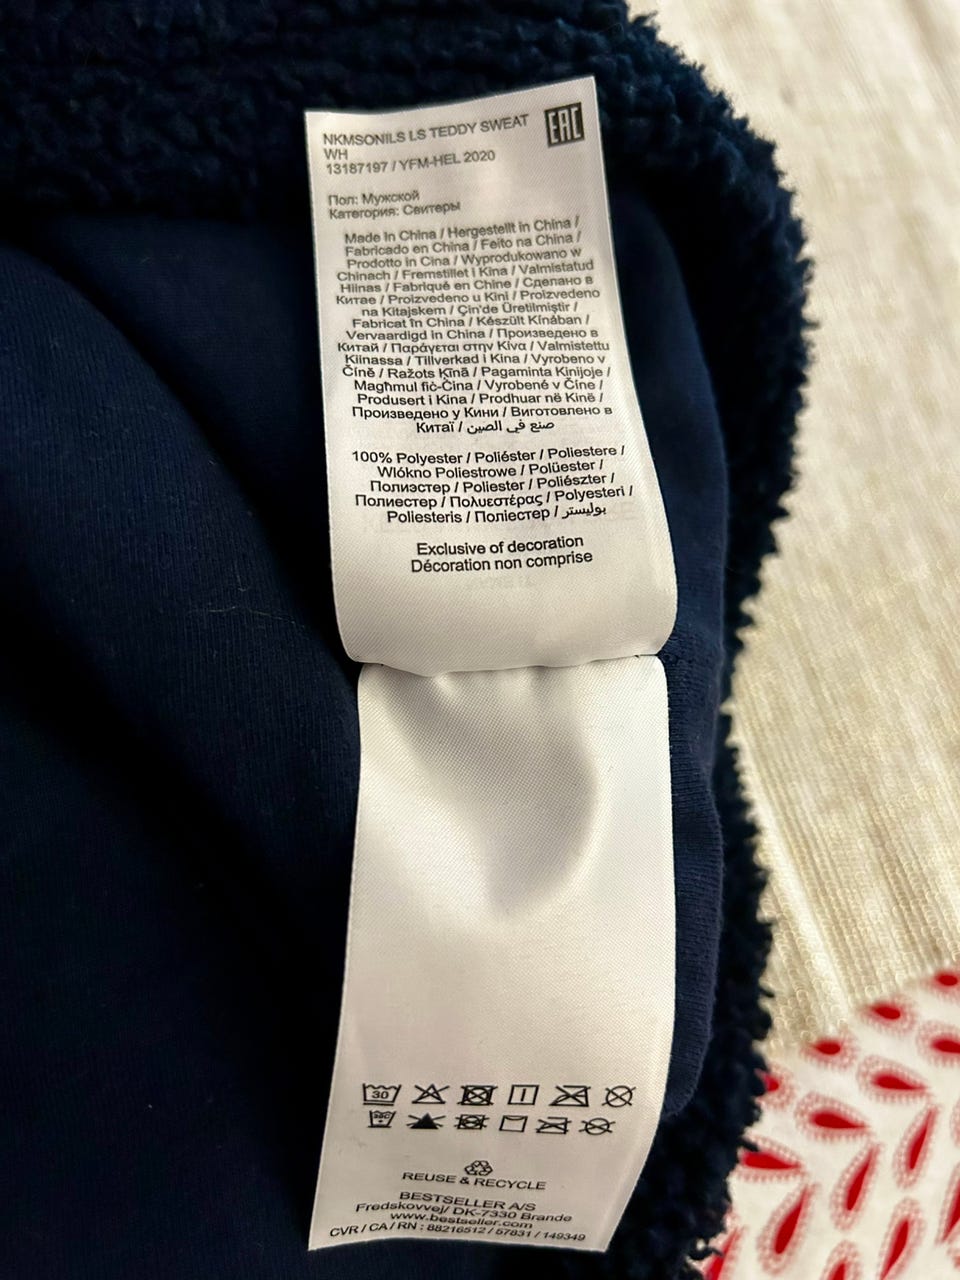 NKMSONILS LS TEDDY SWEAT
WH
13187197 / YFM-HEL 2020
EAC
Пол: Мужской
Категория: Свитеры
Made in China / Hergestellt in China /
Fabricado en China / Feito na China /
Prodotto in Cina / Wyprodukowano w
Chinach / Fremstillet i Kina / Valmistatud
Hiinas / Fabriqué en Chine / Сделано в
Китае / Proizvedeno u Kini / Proizvedeno
na Kitajskem / Çin'de Üretilmiştir /
Fabricat în China / Készült Kínában /
Vervaardigd in China / Произведено в
Китай / Παράγεται στην Κίνα / Valmistettu
Kiinassa / Tillverkad i Kina / Vyrobeno v
Číně / Ražots Ķīnā / Pagaminta Kinijoje /
Magħmul fiċ-Ċina / Vyrobené v Číne /
Produsert i Kina / Prodhuar në Kinë /
Произведено у Кини / Виготовлено в
Китаї / صنع في الصين
100% Polyester / Poliéster / Poliestere /
Wlókno Poliestrowe / Polüester /
Полиэстер / Poliester / Poliészter /
Полиестер / Πολυεστέρας / Polyesteri /
Poliesteris / Поліестер / بوليستر
Exclusive of decoration
Décoration non comprise
30
REUSE & RECYCLE
BESTSELLER A/S
Fredskovvej/ DK-7330 Brande
www.bestseller.com
CVR / CA / RN : 88216512 / 57831 / 149349